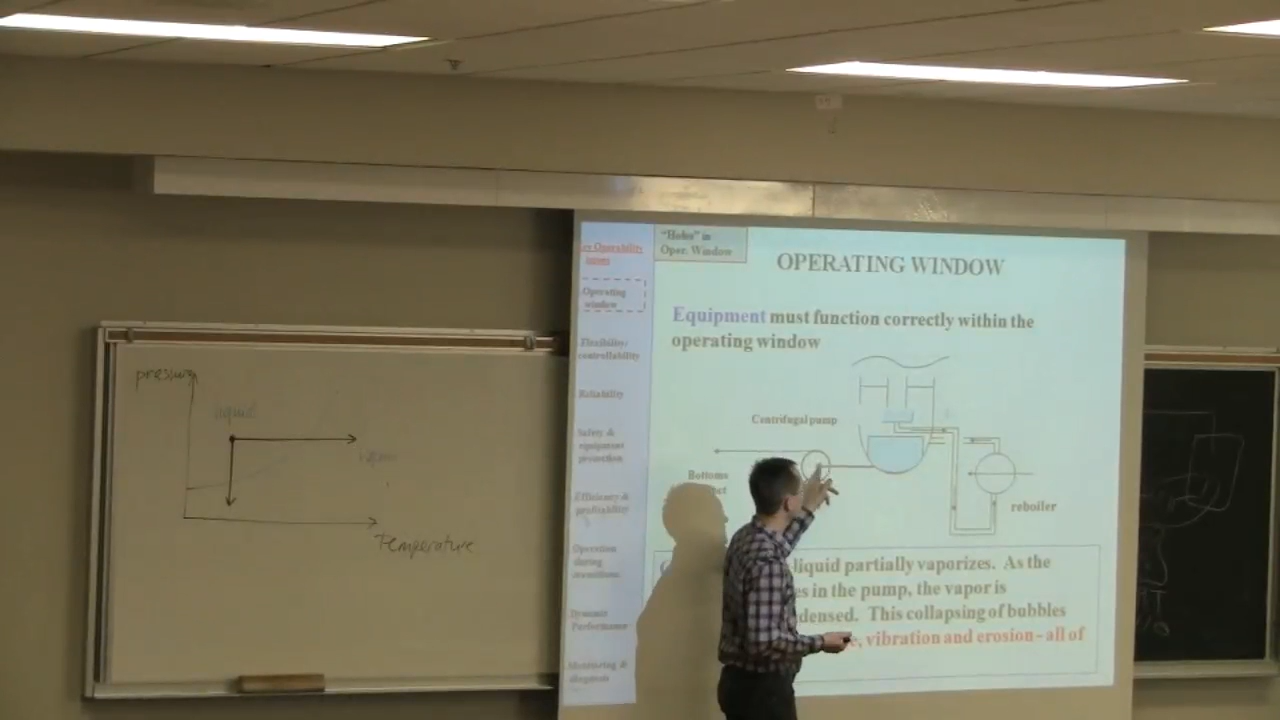 pressure
liquid
vapor
Temperature
Key Operability
issues
Operating
window
Flexibility/
controllability
Reliability
Safety &
equipment
protection
Efficiency &
profitability
Operation
during
transitions
Dynamic
Performance
Monitoring &
diagnosis
"Holes" in
Oper. Window
OPERATING WINDOW
Equipment must function correctly within the
operating window
Centrifugal pump
Bottoms
reboiler
liquid partially vaporizes. As the
in the pump, the vapor is
This collapsing of bubbles
, vibration and erosion - all of